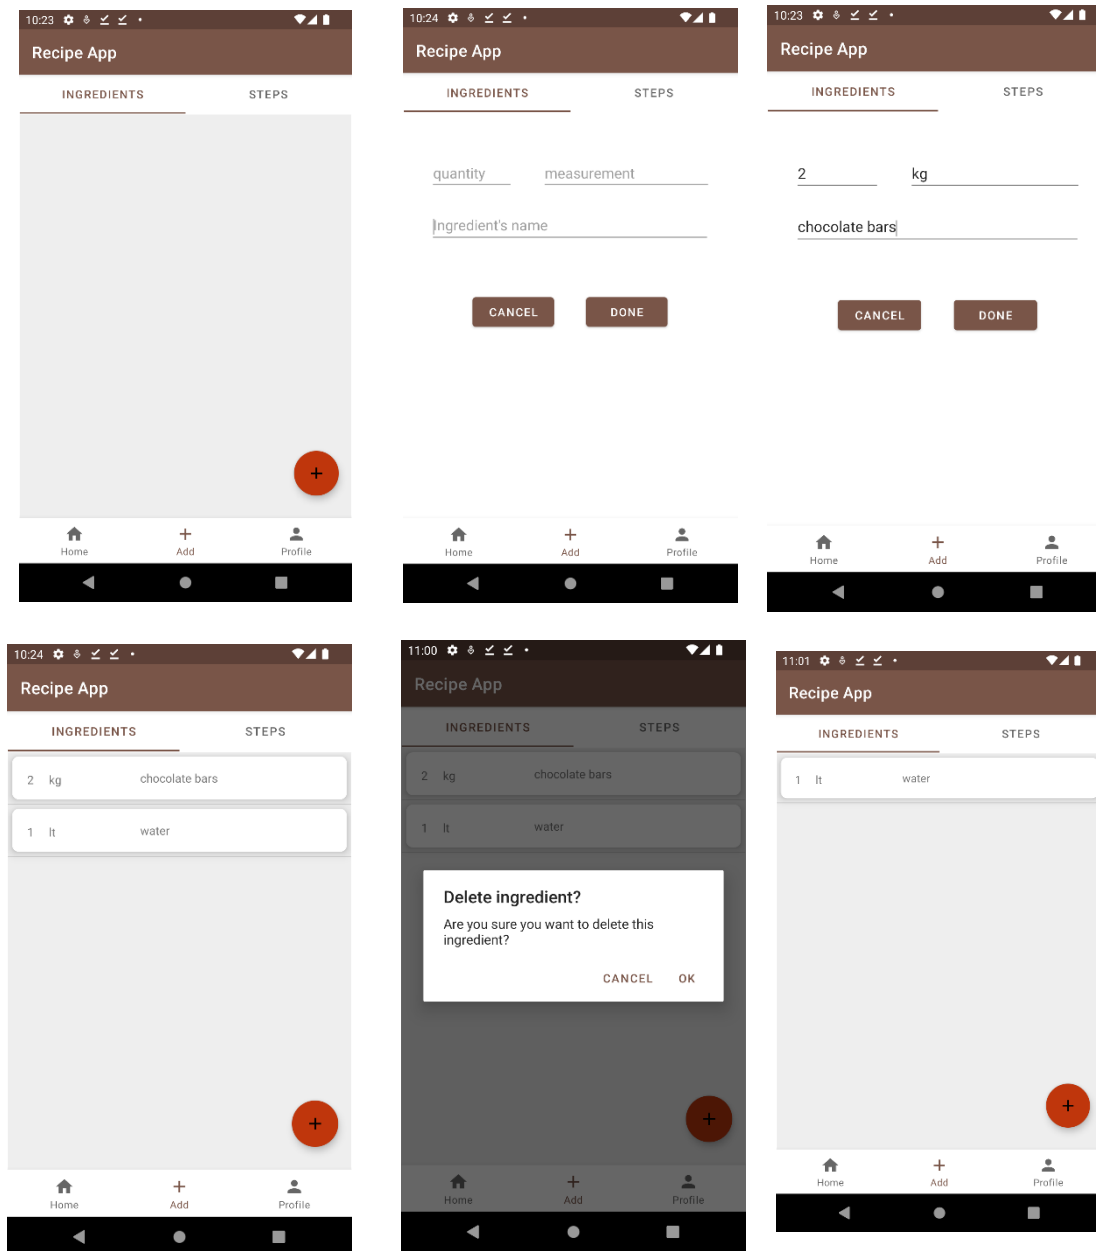 10:23
Recipe App
INGREDIENTS STEPS
Home Add Profile
10:24
Recipe App
INGREDIENTS STEPS
quantity measurement
Ingredient's name
CANCEL DONE
Home Add Profile
10:23
Recipe App
INGREDIENTS STEPS
2 kg
chocolate bars
CANCEL DONE
Home Add Profile
10:24
Recipe App
INGREDIENTS STEPS
2 kg chocolate bars
1 lt water
Home Add Profile
11:00
Recipe App
INGREDIENTS STEPS
2 kg chocolate bars
1 lt water
Delete ingredient?
Are you sure you want to delete this
ingredient?
CANCEL OK
Home Add Profile
11:01
Recipe App
INGREDIENTS STEPS
1 lt water
Home Add Profile